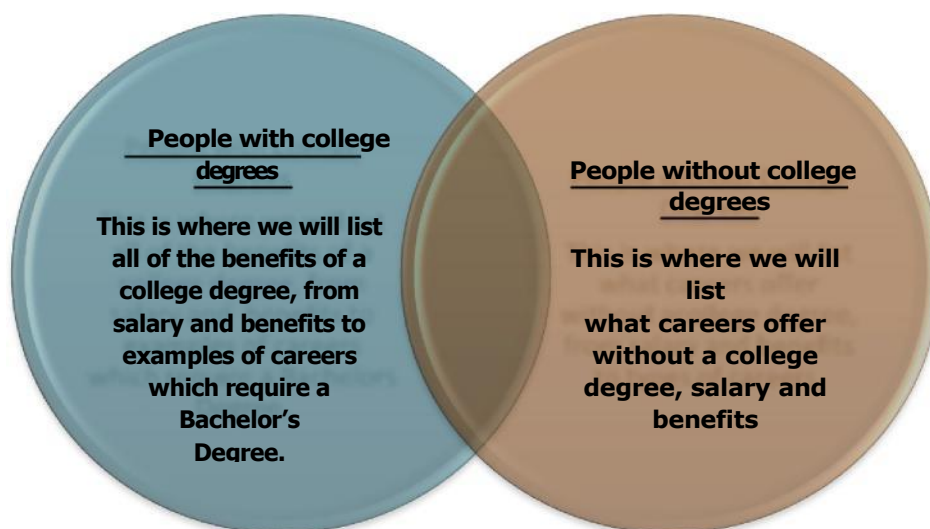 People with college
degrees
This is where we will list
all of the benefits of a
college degree, from
salary and benefits to
examples of careers
which require a
Bachelor’s
Degree.
People without college
degrees
This is where we will
list
what careers offer
without a college
degree, salary and
benefits